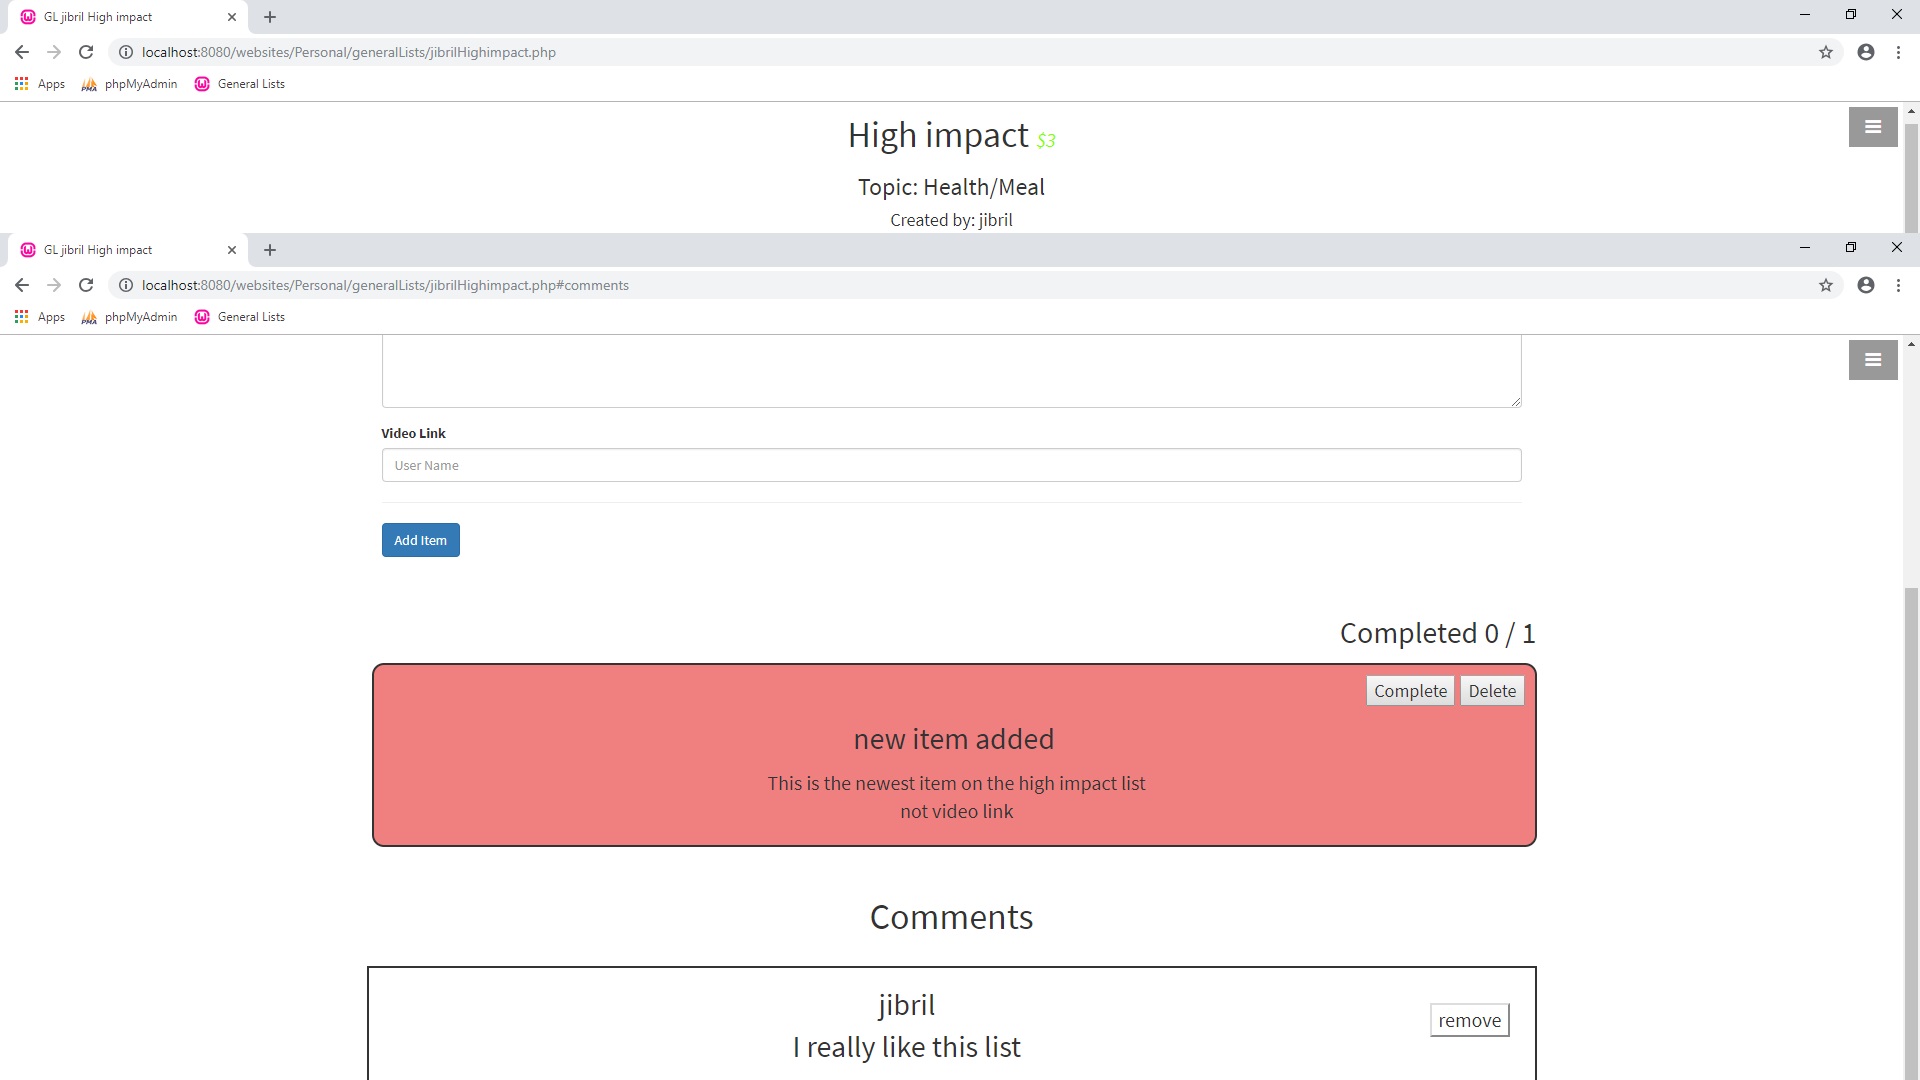 GL jibril High impact
localhost:8080/websites/Personal/generalLists/jibrilHighimpact.php
Apps phpMyAdmin General Lists
High impact $3
Topic: Health/Meal
Created by: jibril
GL jibril High impact
localhost:8080/websites/Personal/generalLists/jibrilHighimpact.php#comments
Apps phpMyAdmin General Lists
Video Link
User Name
Add Item
Completed 0 / 1
Complete Delete
new item added
This is the newest item on the high impact list
not video link
Comments
jibril
remove
I really like this list